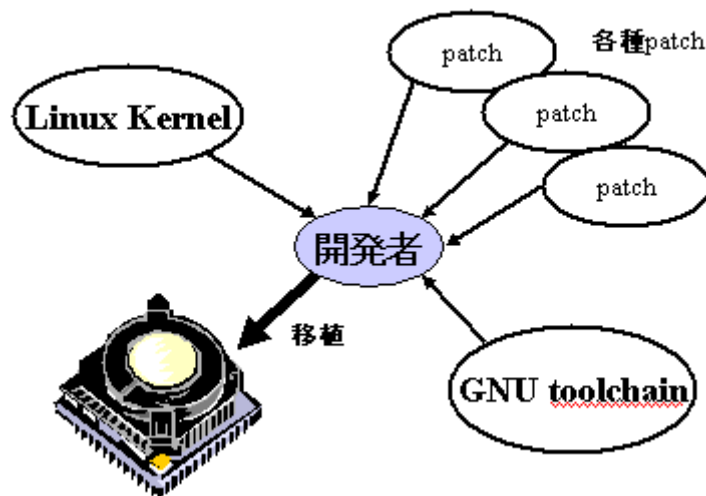 patch
各種patch
Linux Kernel
patch
patch
開発者
移植
GNU toolchain